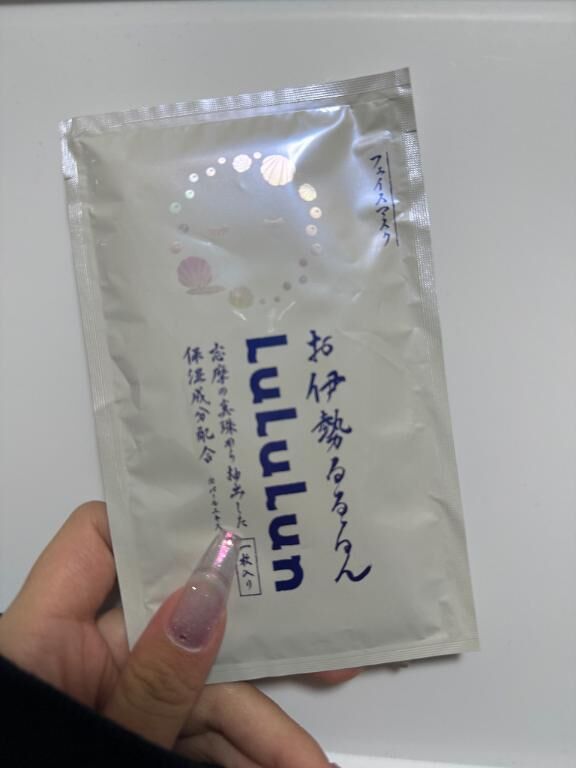 フェイスマスク
お伊勢るるるん
LuLuLun
志摩の真珠から抽出した
保湿成分配合
一枚入り